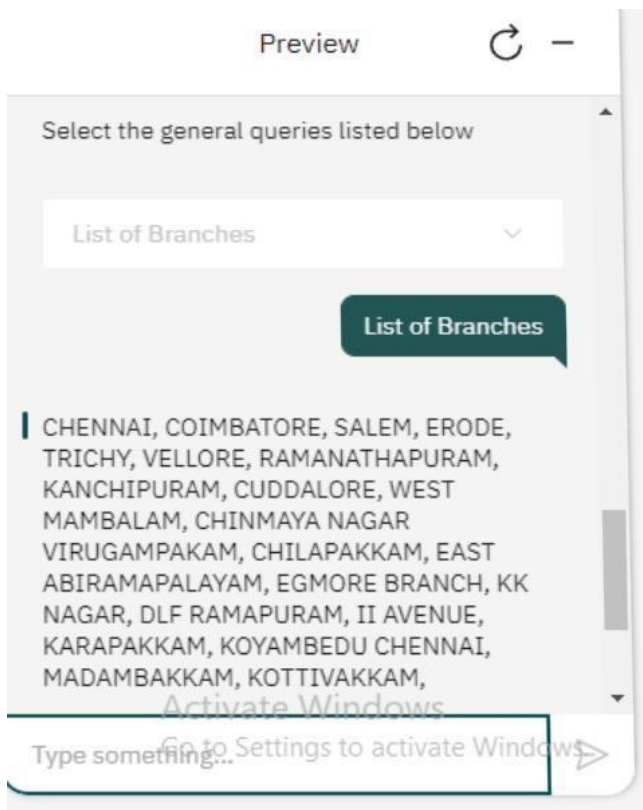 Preview
Select the general queries listed below
List of Branches
List of Branches
CHENNAI, COIMBATORE, SALEM, ERODE,
TRICHY, VELLORE, RAMANATHAPURAM,
KANCHIPURAM, CUDDALORE, WEST
MAMBALAM, CHINMAYA NAGAR
VIRUGAMPAKAM, CHILAPAKKAM, EAST
ABIRAMAPALAYAM, EGMORE BRANCH, KK
NAGAR, DLF RAMAPURAM, II AVENUE,
KARAPAKKAM, KOYAMBEDU CHENNAI,
MADAMBAKKAM, KOTTIVAKKAM,
Activate Windows
Type something...
Go to Settings to activate Windows.